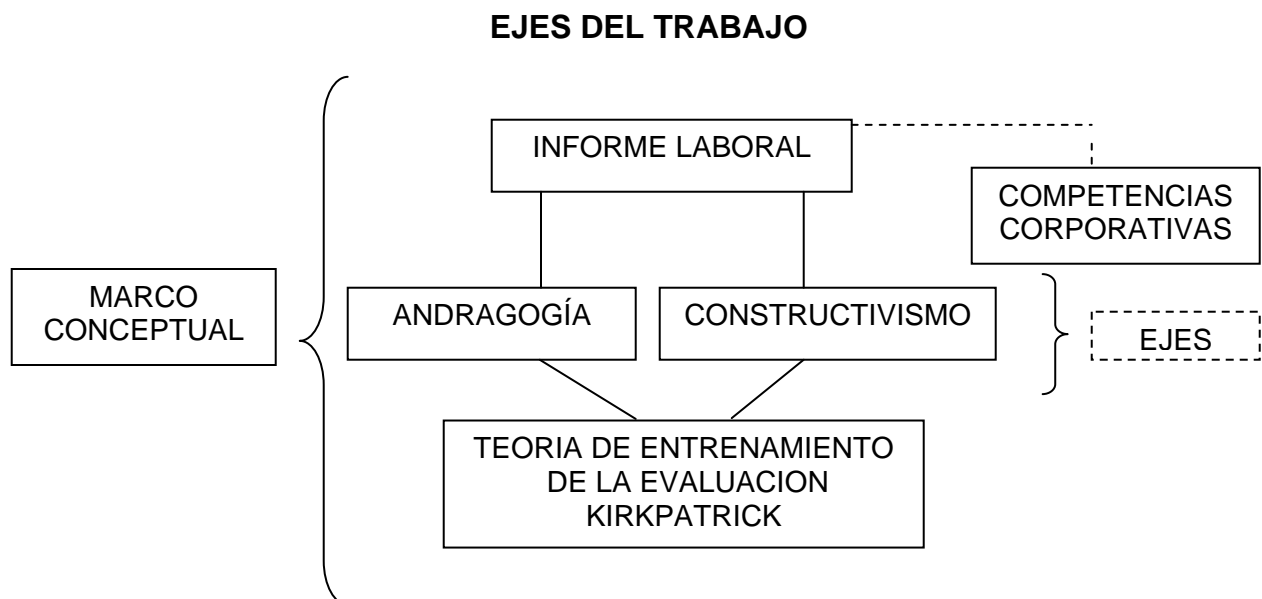 EJES DEL TRABAJO
INFORME LABORAL
COMPETENCIAS
CORPORATIVAS
MARCO
CONCEPTUAL
ANDRAGOGÍA
CONSTRUCTIVISMO
EJES
TEORIA DE ENTRENAMIENTO
DE LA EVALUACION
KIRKPATRICK